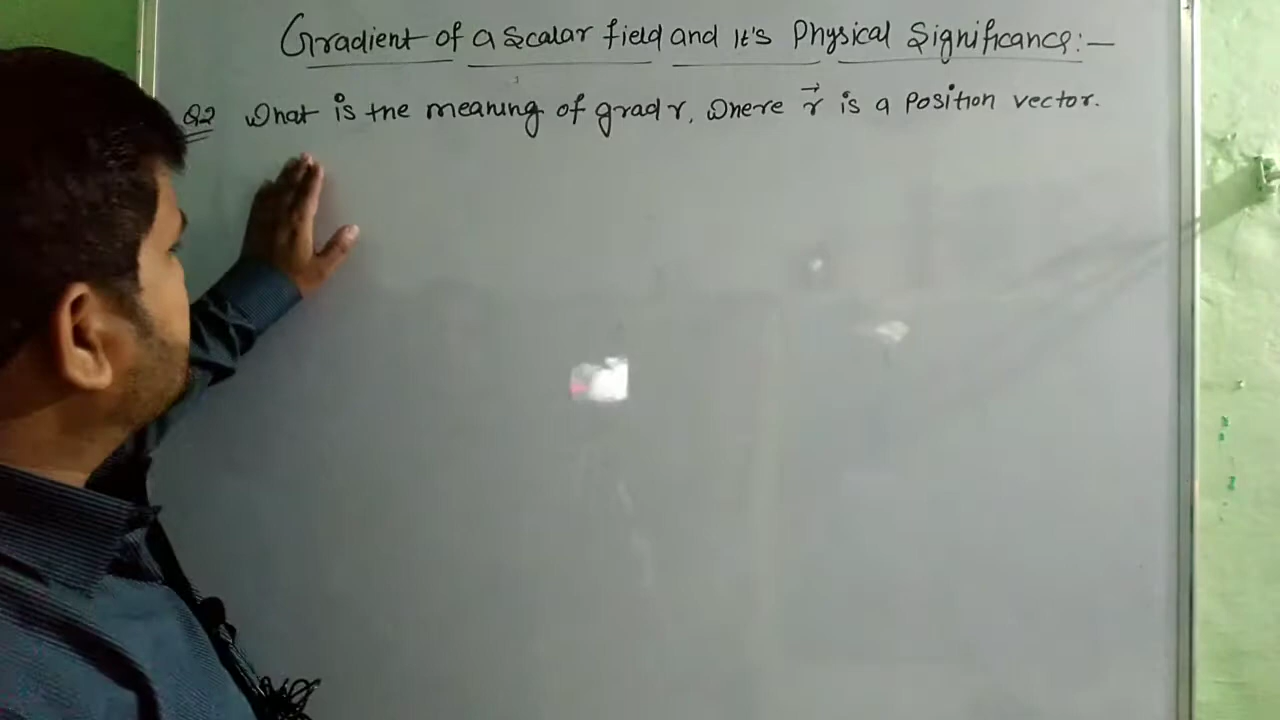 Gradient of a Scalar field and It's Physical Significance:—
Q2 What is the meaning of grad r, Where r⃗ is a Position vector.